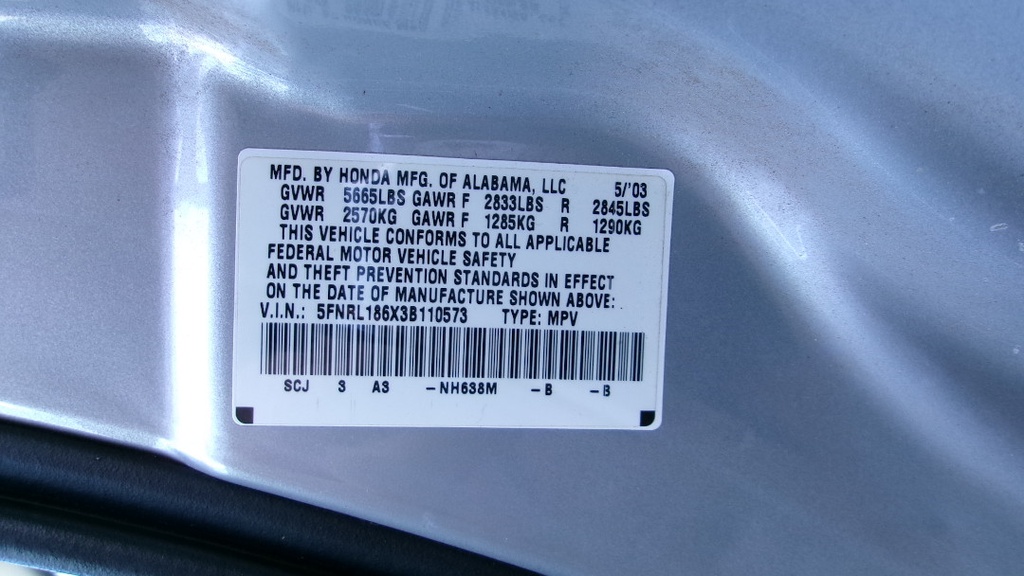 MFD. BY HONDA MFG. OF ALABAMA, LLC 5/'03
GVWR 5665LBS GAWR F 2833LBS R 2845LBS
GVWR 2570KG GAWR F 1285KG R 1290KG
THIS VEHICLE CONFORMS TO ALL APPLICABLE
FEDERAL MOTOR VEHICLE SAFETY
AND THEFT PREVENTION STANDARDS IN EFFECT
ON THE DATE OF MANUFACTURE SHOWN ABOVE:
V.I.N.: 5FNRL186X3B110573 TYPE: MPV
SCJ 3 A3 -NH638M -B -B